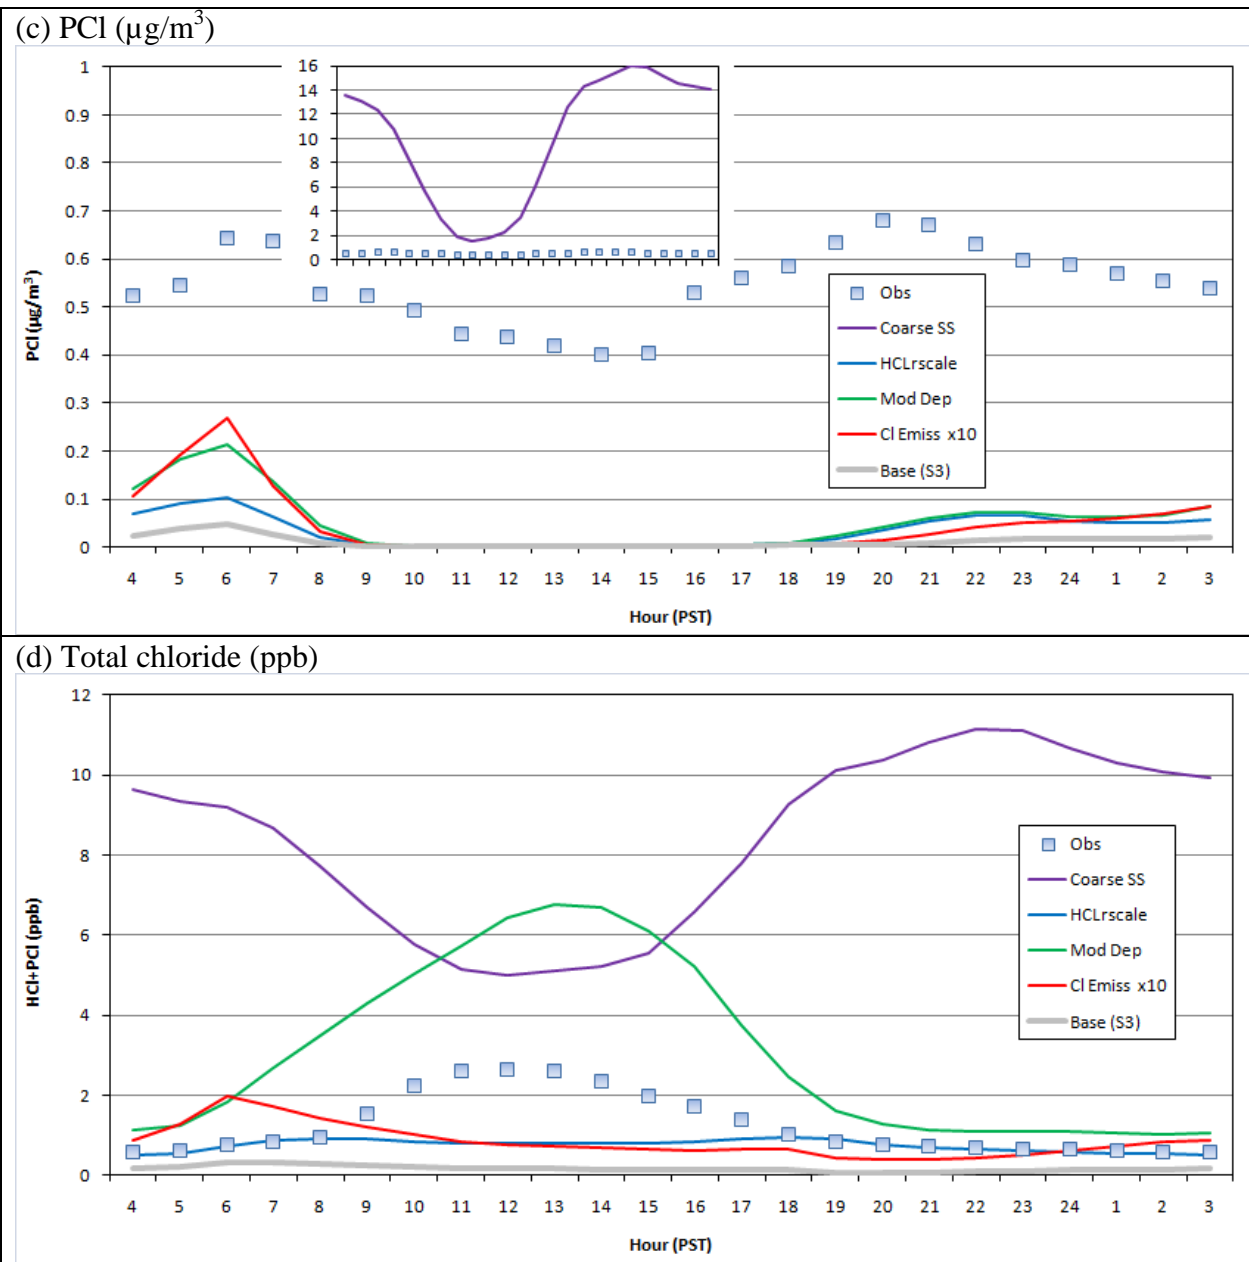 (c) PCl (µg/m³)
1
0.9
0.8
0.7
0.6
0.5
0.4
0.3
0.2
0.1
0
PCl (µg/m³)
16
14
12
10
8
6
4
2
0
Obs
Coarse SS
HCLrscale
Mod Dep
Cl Emiss x10
Base (S3)
4 5 6 7 8 9 10 11 12 13 14 15 16 17 18 19 20 21 22 23 24 1 2 3
Hour (PST)
(d) Total chloride (ppb)
12
10
8
6
4
2
0
HCl+PCl (ppb)
Obs
Coarse SS
HCLrscale
Mod Dep
Cl Emiss x10
Base (S3)
4 5 6 7 8 9 10 11 12 13 14 15 16 17 18 19 20 21 22 23 24 1 2 3
Hour (PST)